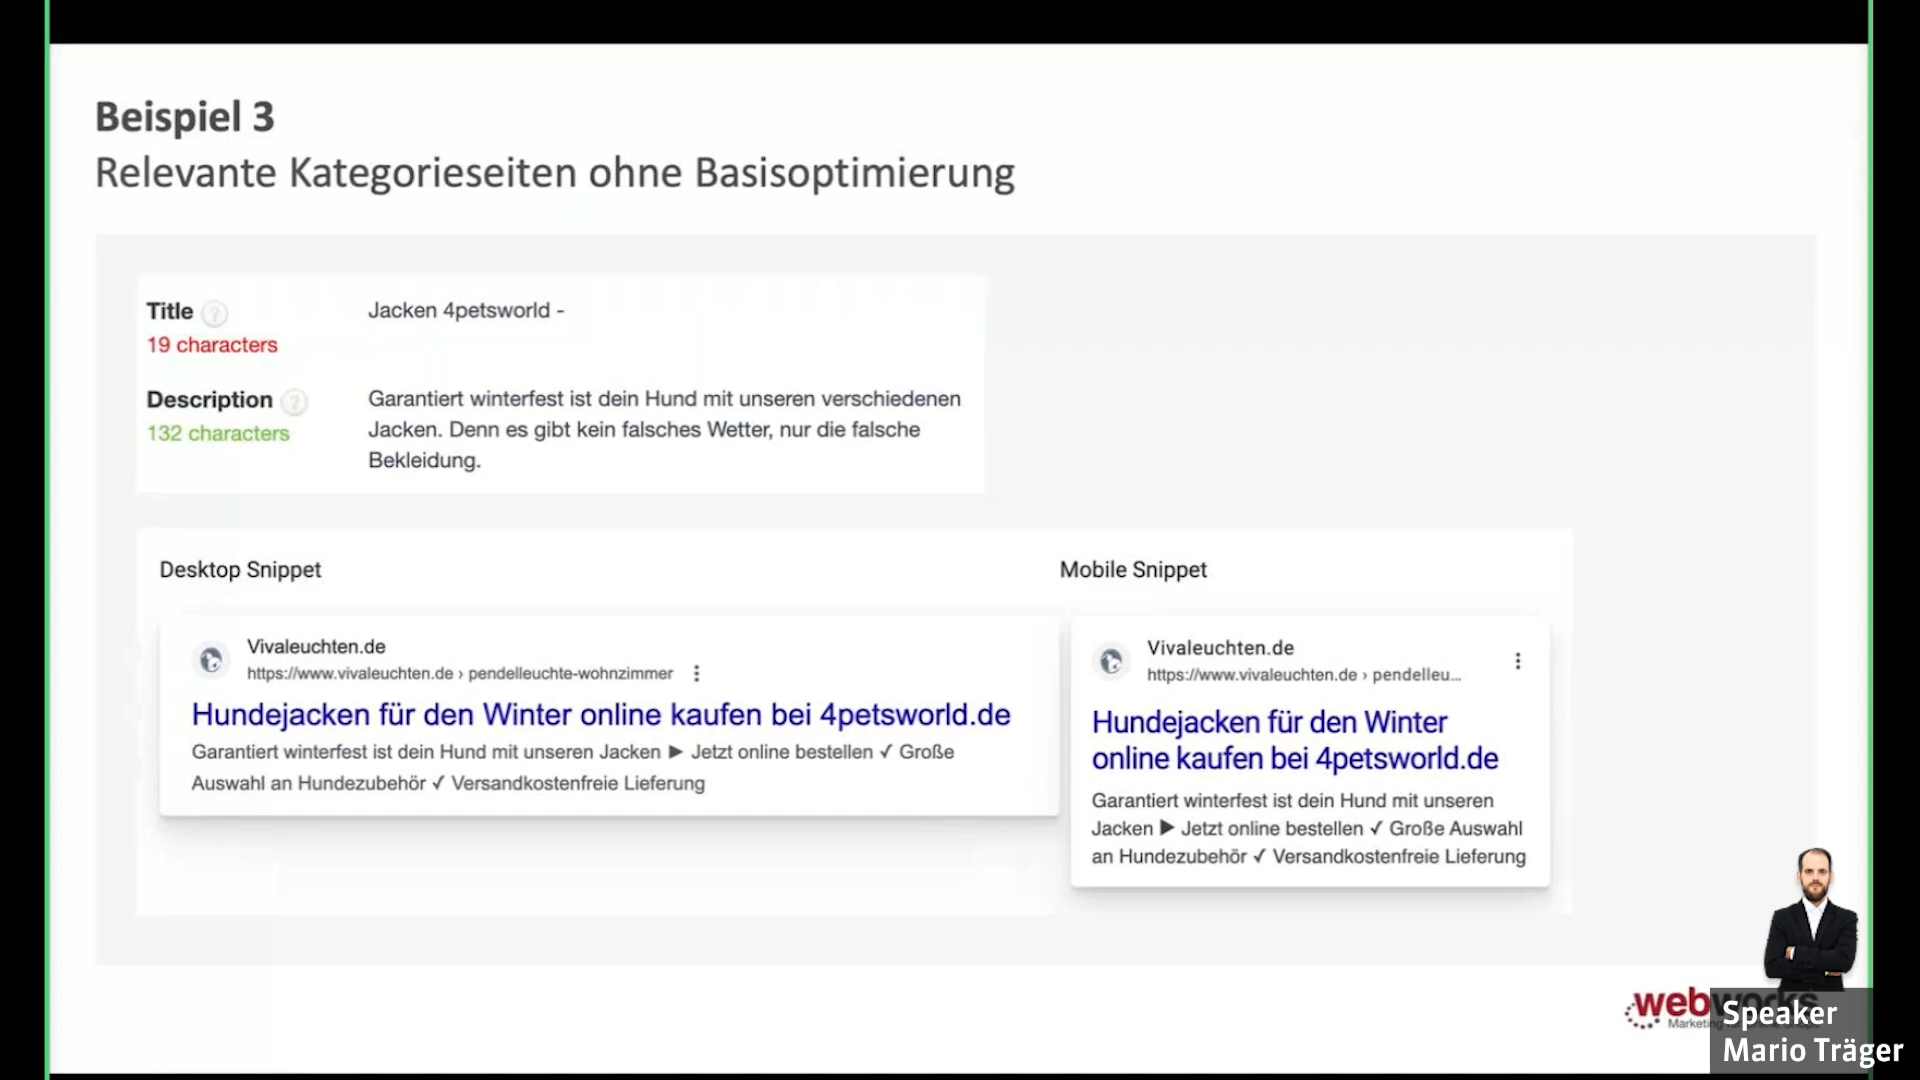 Beispiel 3
Relevante Kategorieseiten ohne Basisoptimierung
Title ?
Jacken 4petsworld -
19 characters
Description ?
Garantiert winterfest ist dein Hund mit unseren verschiedenen
132 characters
Jacken. Denn es gibt kein falsches Wetter, nur die falsche
Bekleidung.
Desktop Snippet
Vivaleuchten.de
https://www.vivaleuchten.de › pendelleuchte-wohnzimmer
Hundejacken für den Winter online kaufen bei 4petsworld.de
Garantiert winterfest ist dein Hund mit unseren Jacken ► Jetzt online bestellen ✓ Große
Auswahl an Hundezubehör ✓ Versandkostenfreie Lieferung
Mobile Snippet
Vivaleuchten.de
https://www.vivaleuchten.de › pendelleu...
Hundejacken für den Winter
online kaufen bei 4petsworld.de
Garantiert winterfest ist dein Hund mit unseren
Jacken ► Jetzt online bestellen ✓ Große Auswahl
an Hundezubehör ✓ Versandkostenfreie Lieferung
webworks
Marketing
Speaker
Mario Träger